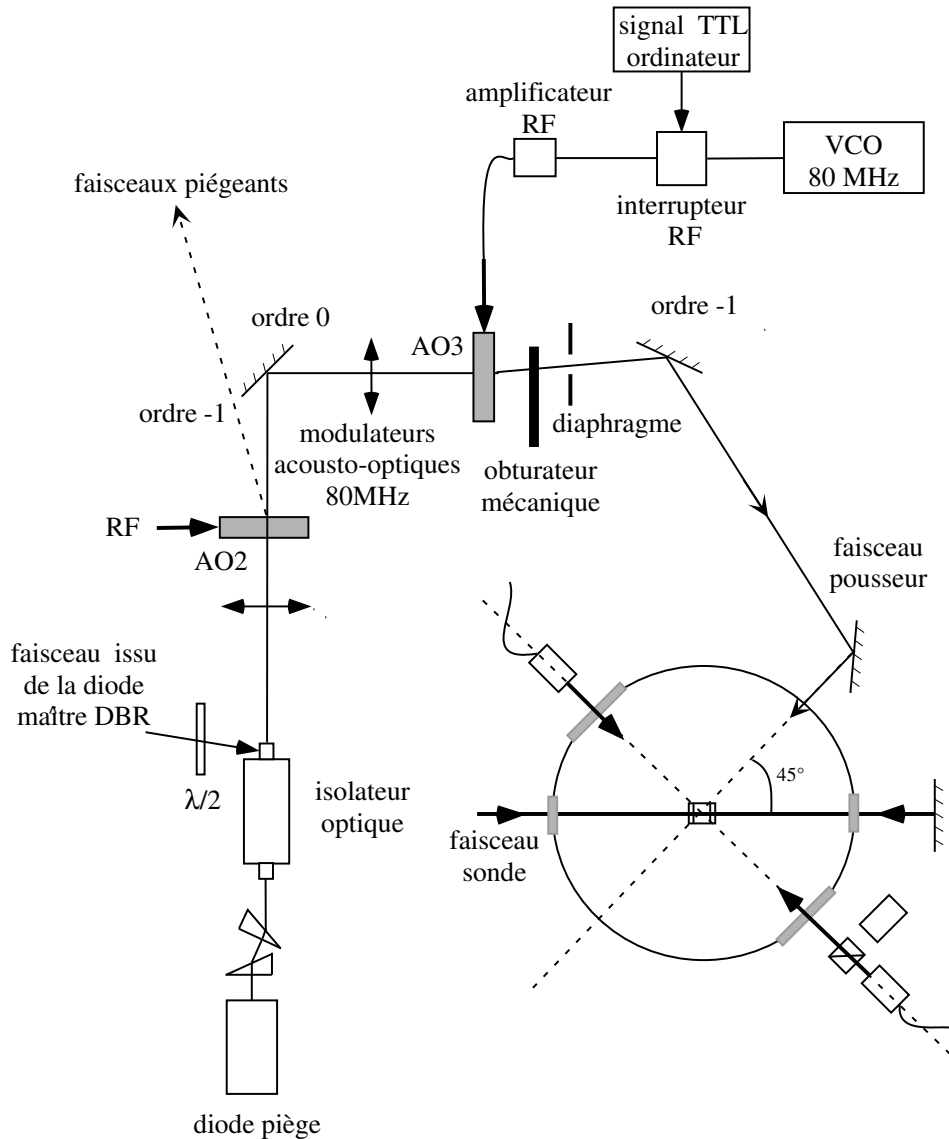 signal TTL
ordinateur
amplificateur
RF
VCO
80 MHz
interrupteur
RF
faisceaux piégeants
ordre 0
ordre -1
AO3
ordre -1
diaphragme
modulateurs
acousto-optiques
80MHz
obturateur
mécanique
RF
AO2
faisceau
pousseur
faisceau issu
de la diode
maître DBR
λ/2
isolateur
optique
45°
faisceau
sonde
diode piège